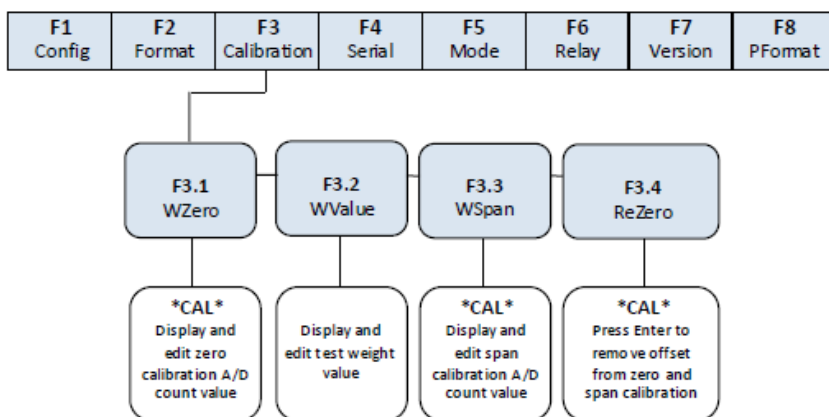 F1 F2 F3 F4 F5 F6 F7 F8
Config Format Calibration Serial Mode Relay Version PFormat
F3.1
WZero
F3.2
WValue
F3.3
WSpan
F3.4
ReZero
*CAL*
Display and
edit zero
calibration A/D
count value
Display and
edit test weight
value
*CAL*
Display and
edit span
calibration A/D
count value
*CAL*
Press Enter to
remove offset
from zero and
span calibration